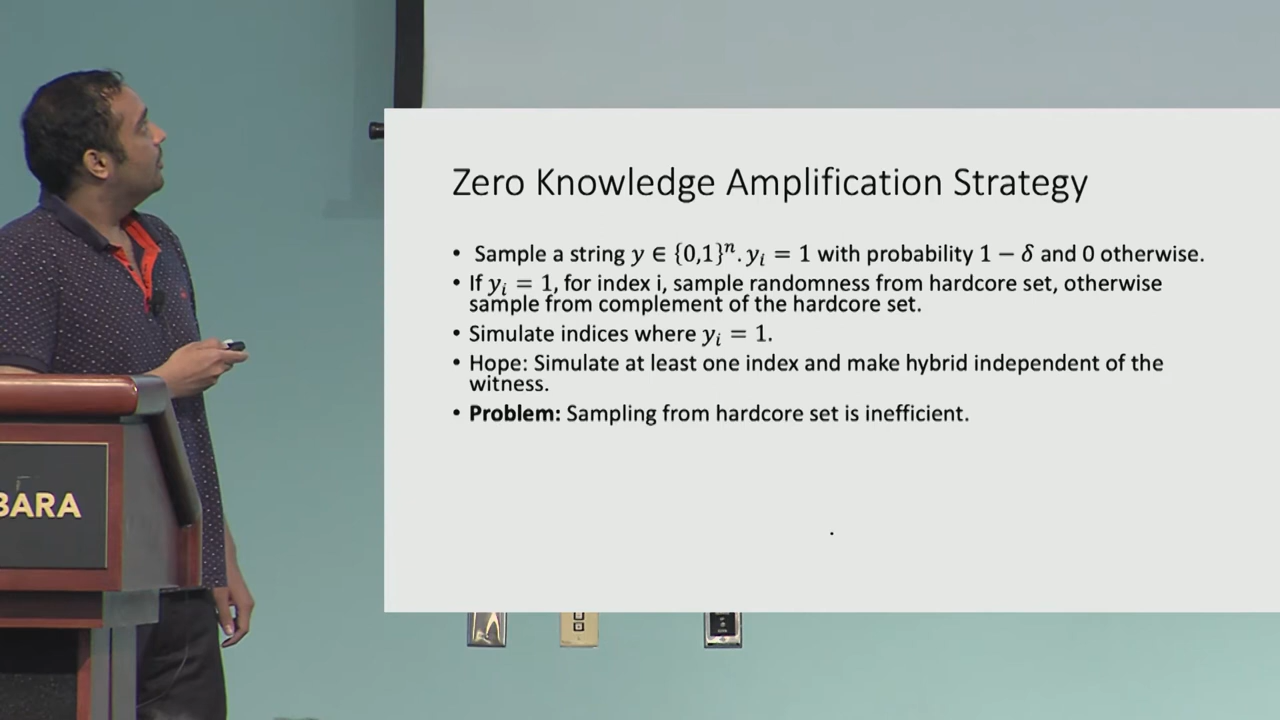 Zero Knowledge Amplification Strategy
• Sample a string 𝑦 ∈ {0,1}ⁿ. 𝑦ᵢ = 1 with probability 1 − 𝛿 and 0 otherwise.
• If 𝑦ᵢ = 1, for index i, sample randomness from hardcore set, otherwise
sample from complement of the hardcore set.
• Simulate indices where 𝑦ᵢ = 1.
• Hope: Simulate at least one index and make hybrid independent of the
witness.
• Problem: Sampling from hardcore set is inefficient.
BARA